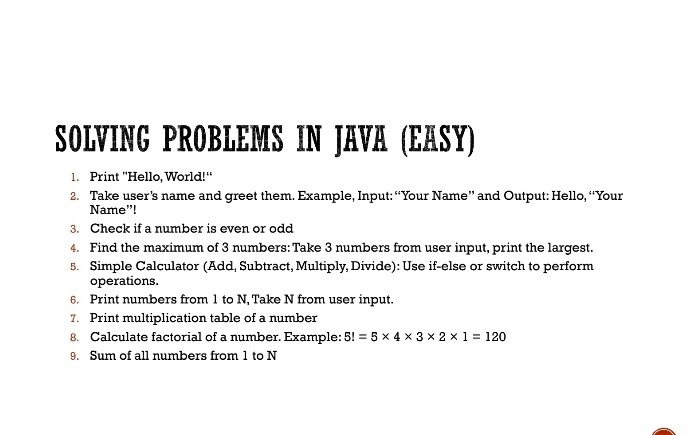 SOLVING PROBLEMS IN JAVA (EASY)
1. Print "Hello, World!“
2. Take user's name and greet them. Example, Input: “Your Name” and Output: Hello, “Your
Name”!
3. Check if a number is even or odd
4. Find the maximum of 3 numbers: Take 3 numbers from user input, print the largest.
5. Simple Calculator (Add, Subtract, Multiply, Divide): Use if-else or switch to perform
operations.
6. Print numbers from 1 to N, Take N from user input.
7. Print multiplication table of a number
8. Calculate factorial of a number. Example: 5! = 5 × 4 × 3 × 2 × 1 = 120
9. Sum of all numbers from 1 to N